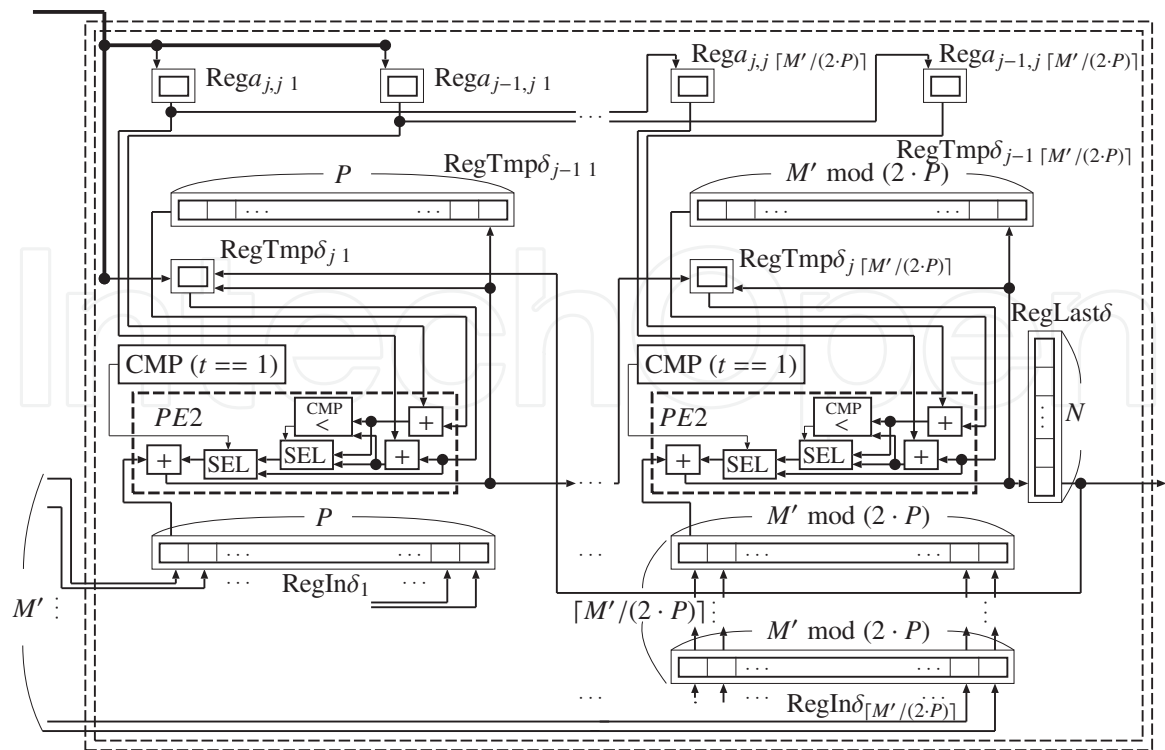 Rega_{j,j 1}
Rega_{j-1,j 1}
Rega_{j,j ⌈M′/(2·P)⌉}
Rega_{j-1,j ⌈M′/(2·P)⌉}
· · ·
RegTmpδ_{j-1 1}
RegTmpδ_{j-1 ⌈M′/(2·P)⌉}
P
M′ mod (2 · P)
· · · · · ·
· · · · · ·
RegTmpδ_{j 1}
RegTmpδ_{j ⌈M′/(2·P)⌉}
IntechOpen
RegLastδ
CMP (t == 1)
CMP (t == 1)
PE2
CMP
<
+
SEL
SEL
+
+
PE2
CMP
<
+
SEL
SEL
+
+
N
· · ·
P
M′ mod (2 · P)
· · · · · ·
· · ·
· · · · · ·
· · · RegInδ_1 · · ·
M′
⌈M′/(2 · P)⌉
M′ mod (2 · P)
· · · · · ·
· · ·
· · · · · ·
RegInδ_{⌈M′/(2·P)⌉}